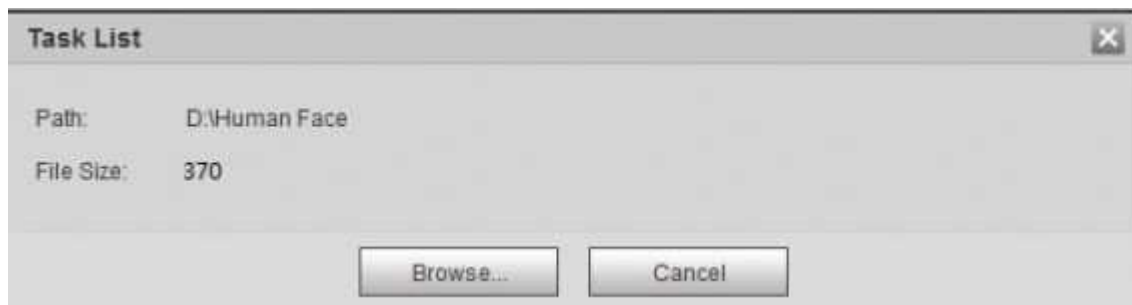 Task List
Path: D:\Human Face
File Size: 370
Browse... Cancel